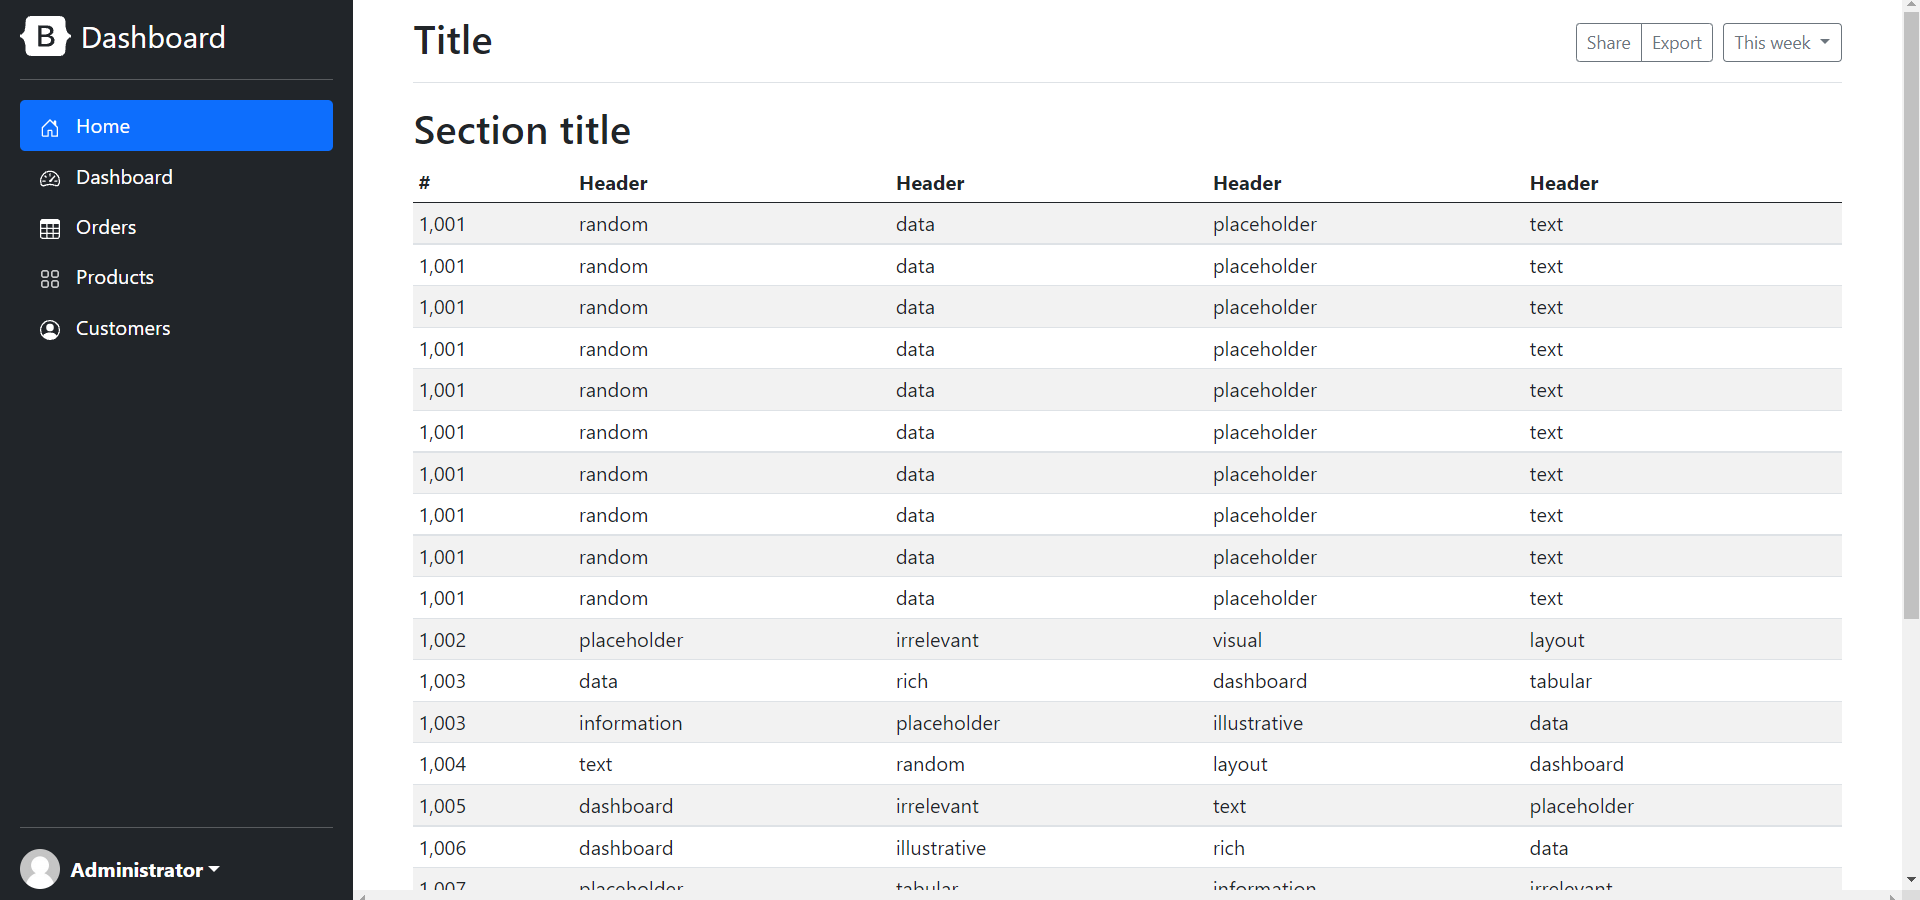 B Dashboard
Home
Dashboard
Orders
Products
Customers
Administrator
Title
Share Export This week
Section title
# Header Header Header Header
1,001 random data placeholder text
1,001 random data placeholder text
1,001 random data placeholder text
1,001 random data placeholder text
1,001 random data placeholder text
1,001 random data placeholder text
1,001 random data placeholder text
1,001 random data placeholder text
1,001 random data placeholder text
1,001 random data placeholder text
1,002 placeholder irrelevant visual layout
1,003 data rich dashboard tabular
1,003 information placeholder illustrative data
1,004 text random layout dashboard
1,005 dashboard irrelevant text placeholder
1,006 dashboard illustrative rich data
1,007 placeholder tabular information irrelevant